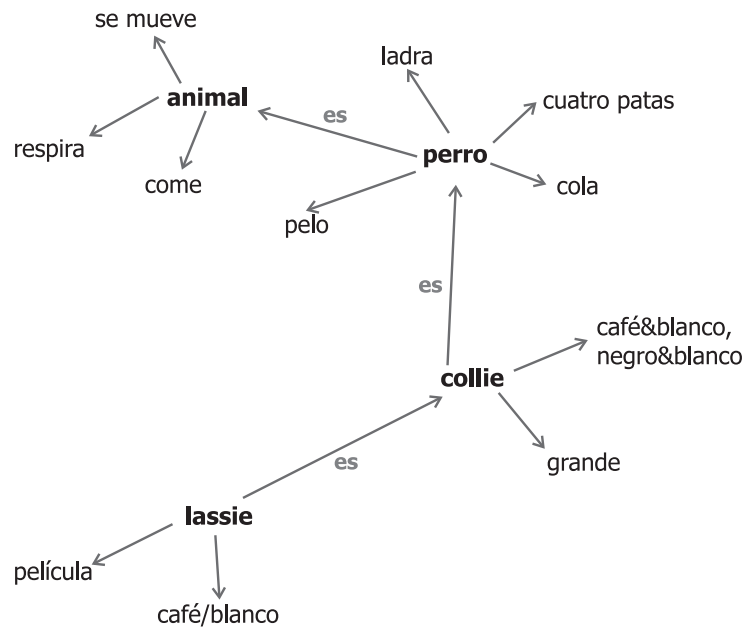 se mueve
ladra
animal
cuatro patas
es
respira
perro
come
cola
pelo
es
café&blanco,
negro&blanco
collie
es
grande
lassie
película
café/blanco